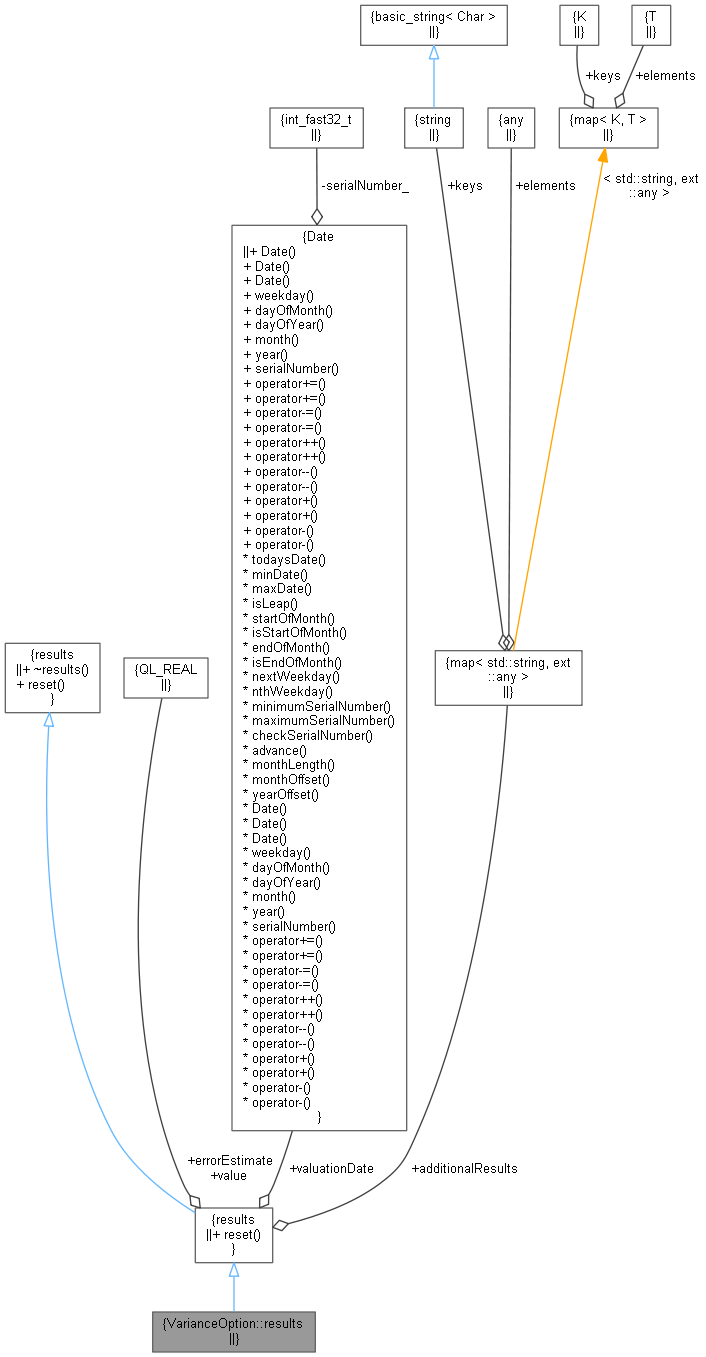 {basic_string< Char >
||}
{K
||}
{T
||}
+keys
+elements
{int_fast32_t
||}
{string
||}
{any
||}
{map< K, T >
||}
-serialNumber_
+keys
+elements
< std::string, ext
::any >
{Date
||+ Date()
+ Date()
+ Date()
+ weekday()
+ dayOfMonth()
+ dayOfYear()
+ month()
+ year()
+ serialNumber()
+ operator+=()
+ operator+=()
+ operator-=()
+ operator-=()
+ operator++()
+ operator++()
+ operator--()
+ operator--()
+ operator+()
+ operator+()
+ operator-()
+ operator-()
* todaysDate()
* minDate()
* maxDate()
* isLeap()
* startOfMonth()
* isStartOfMonth()
* endOfMonth()
* isEndOfMonth()
* nextWeekday()
* nthWeekday()
* minimumSerialNumber()
* maximumSerialNumber()
* checkSerialNumber()
* advance()
* monthLength()
* monthOffset()
* yearOffset()
* Date()
* Date()
* Date()
* weekday()
* dayOfMonth()
* dayOfYear()
* month()
* year()
* serialNumber()
* operator+=()
* operator+=()
* operator-=()
* operator-=()
* operator++()
* operator++()
* operator--()
* operator--()
* operator+()
* operator+()
* operator-()
* operator-()
}
{results
||+ ~results()
+ reset()
}
{QL_REAL
||}
{map< std::string, ext
::any >
||}
+errorEstimate
+value
+valuationDate
+additionalResults
{results
||+ reset()
}
{VarianceOption::results
||}